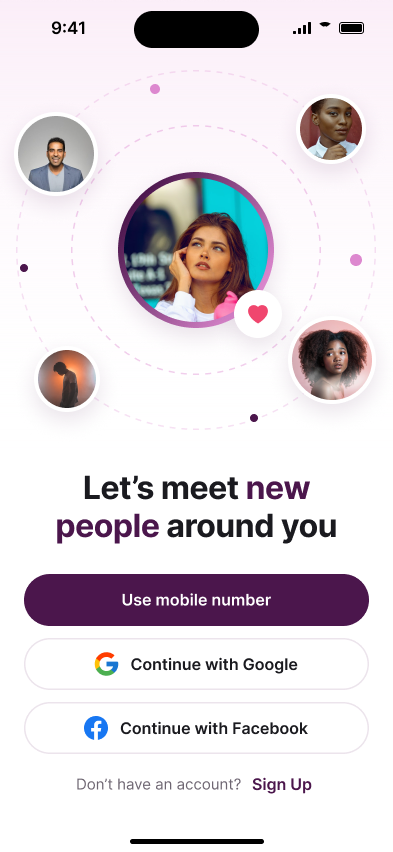 9:41
Let’s meet new
people around you
Use mobile number
Continue with Google
Continue with Facebook
Don’t have an account? Sign Up